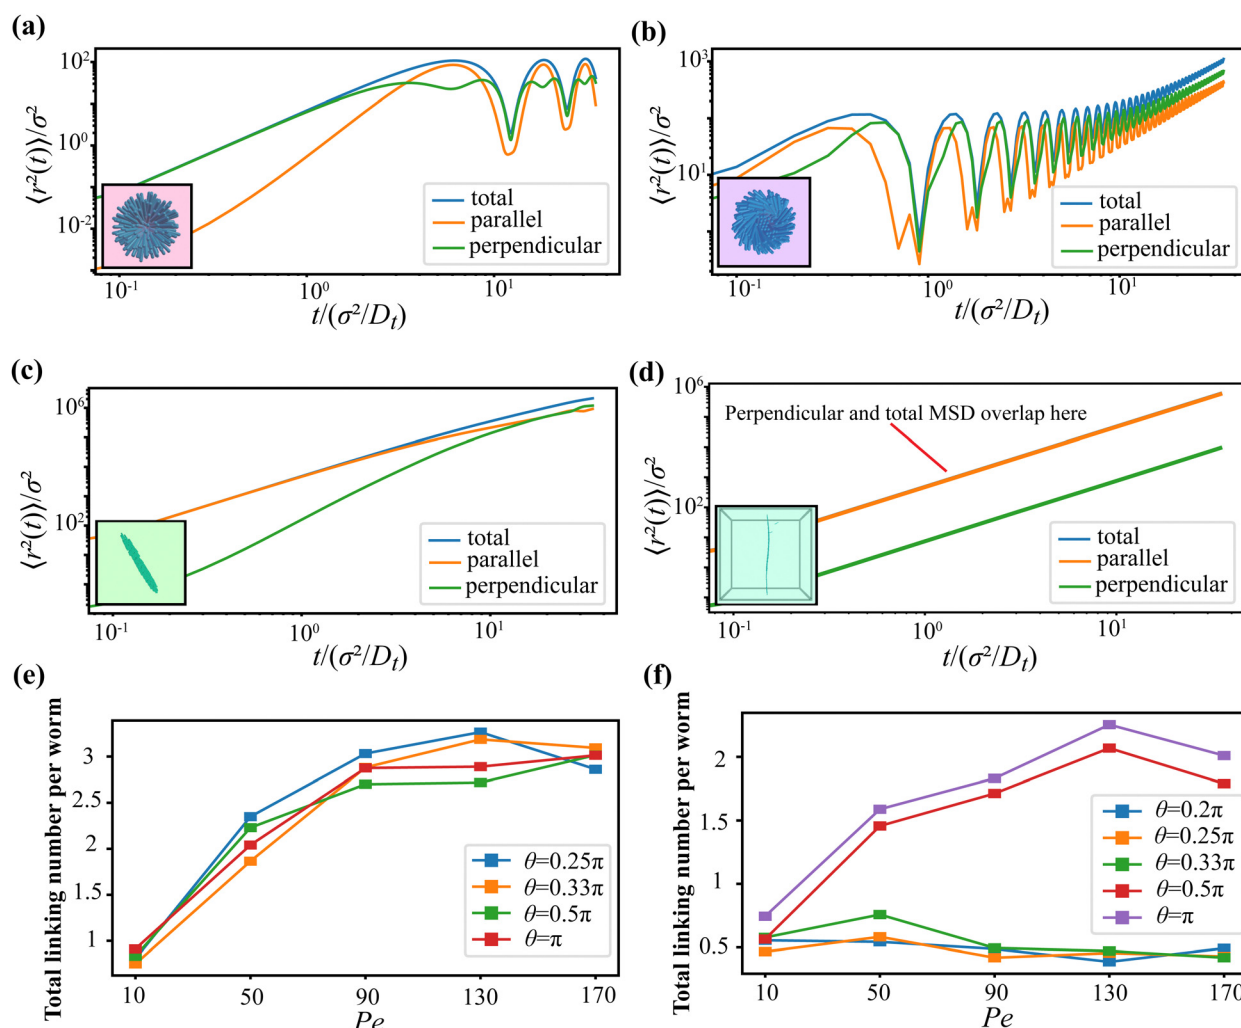 (a)
10²
10⁰
10⁻²
⟨r²(t)⟩/σ²
total
parallel
perpendicular
10⁻¹
10⁰
10¹
t/(σ²/Dₜ)
(b)
10³
10¹
⟨r²(t)⟩/σ²
total
parallel
perpendicular
10⁻¹
10⁰
10¹
t/(σ²/Dₜ)
(c)
10⁶
10²
⟨r²(t)⟩/σ²
total
parallel
perpendicular
10⁻¹
10⁰
10¹
t/(σ²/Dₜ)
(d)
10⁶
10²
⟨r²(t)⟩/σ²
Perpendicular and total MSD overlap here
total
parallel
perpendicular
10⁻¹
10⁰
10¹
t/(σ²/Dₜ)
(e)
Total linking number per worm
3
2.5
2
1.5
1
θ=0.25π
θ=0.33π
θ=0.5π
θ=π
10
50
90
130
170
Pe
(f)
Total linking number per worm
2
1.5
1
0.5
θ=0.2π
θ=0.25π
θ=0.33π
θ=0.5π
θ=π
10
50
90
130
170
Pe